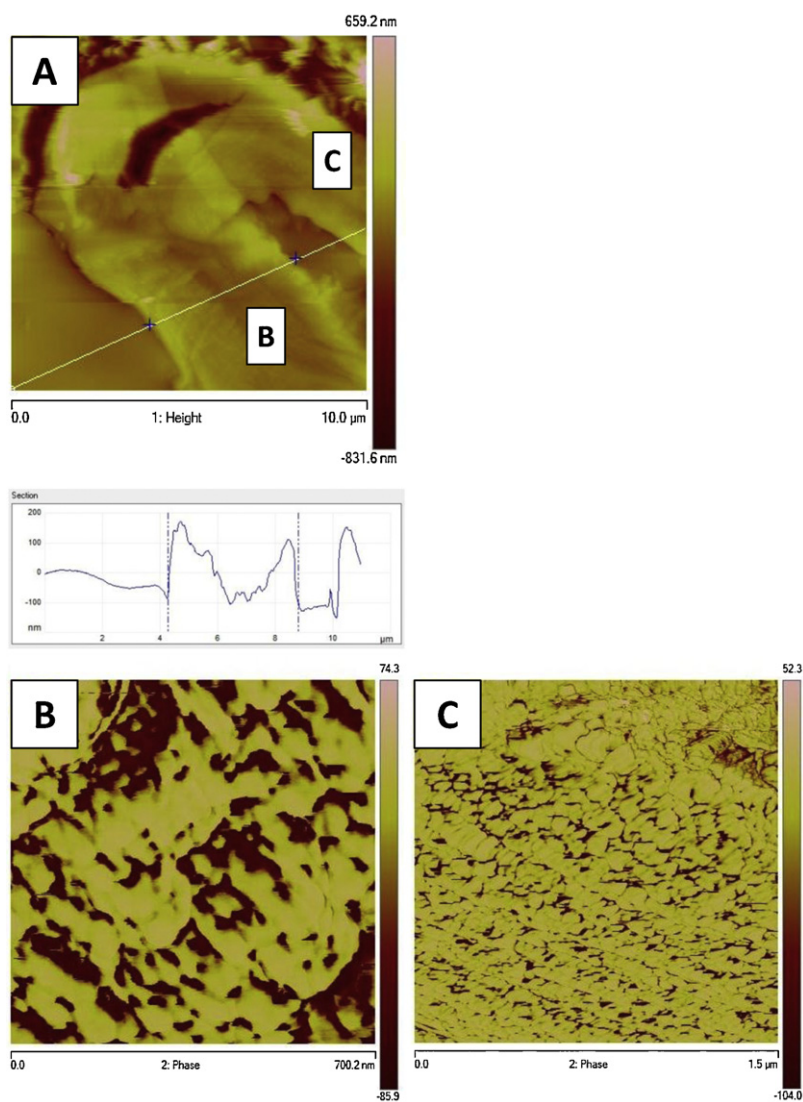 659.2 nm
A
C
B
0.0 1: Height 10.0 µm
-831.6 nm
Section
200
100
0
-100
nm
2 4 6 8 10 µm
74.3 52.3
B C
0.0 2: Phase 700.2 nm 0.0 2: Phase 1.5 µm
-85.9 -104.0